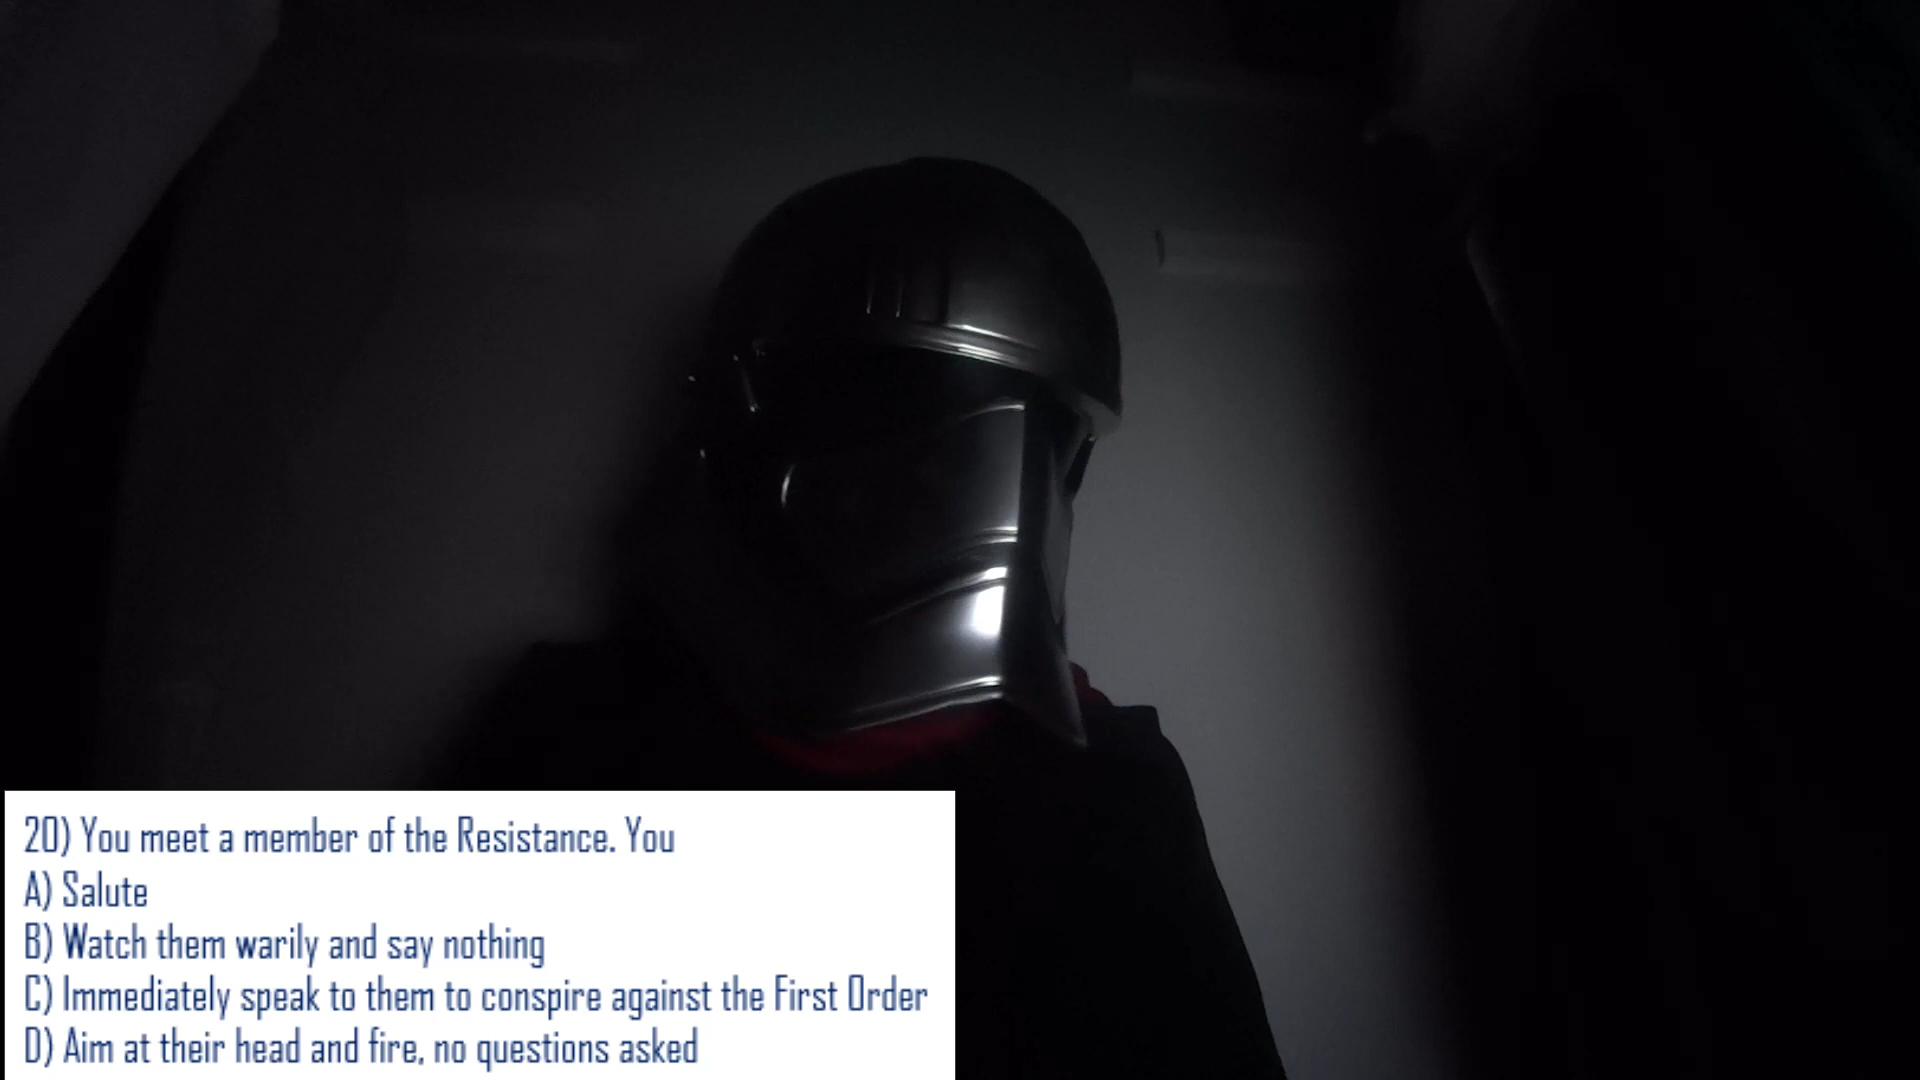 20) You meet a member of the Resistance. You
A) Salute
B) Watch them warily and say nothing
C) Immediately speak to them to conspire against the First Order
D) Aim at their head and fire, no questions asked